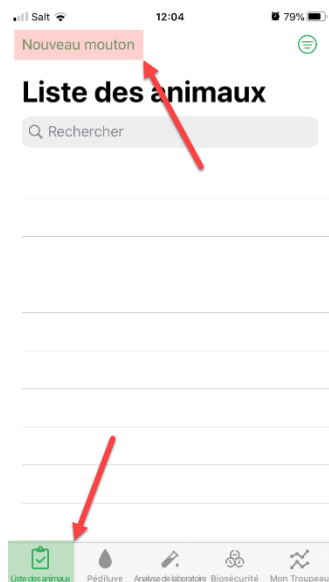 Salt 12:04 79%
Nouveau mouton
Liste des animaux
Rechercher
Liste des animaux Pédiluve Analyse de laboratoire Biosécurité Mon Troupeau